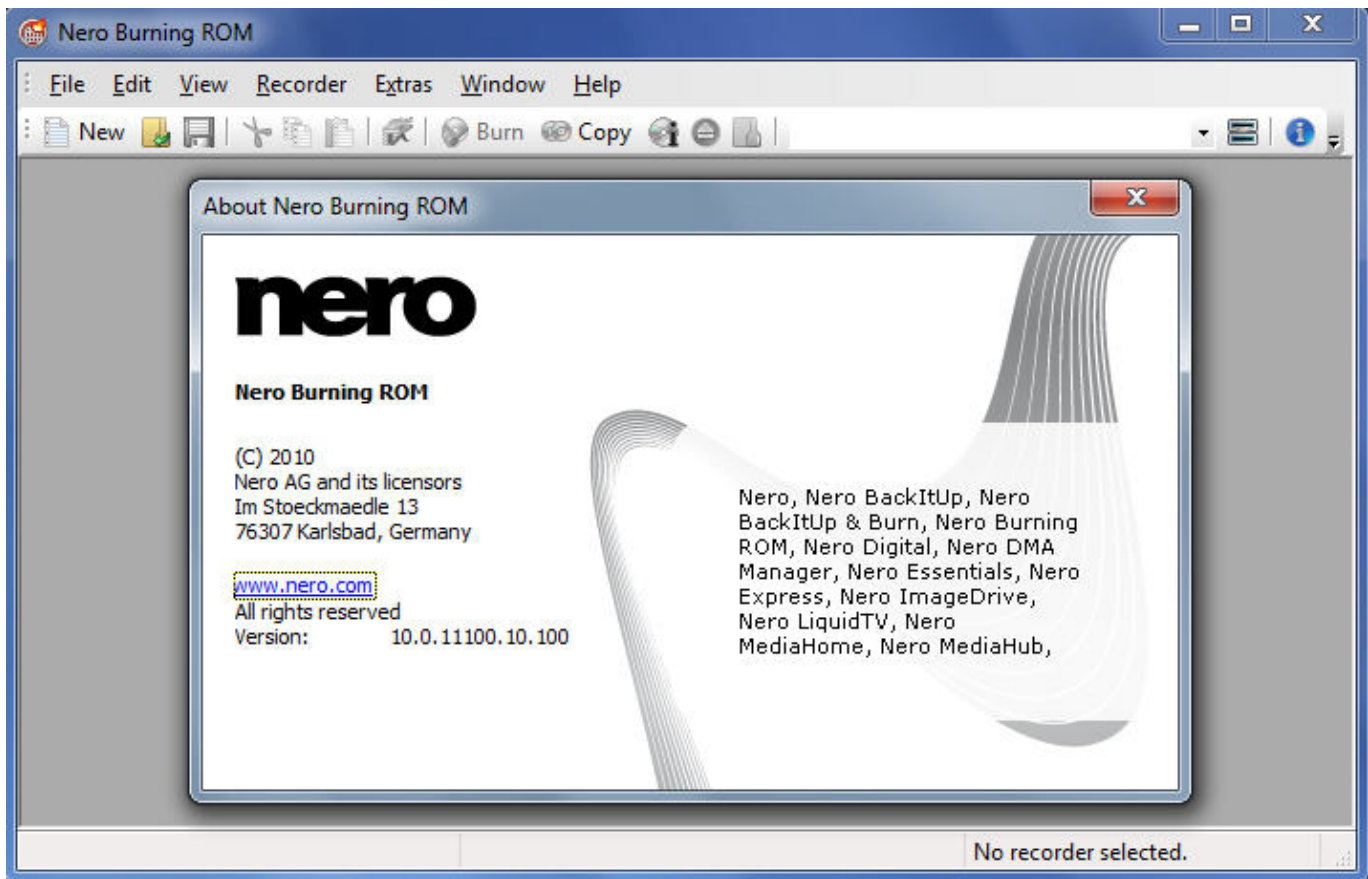 Nero Burning ROM
File Edit View Recorder Extras Window Help
New Burn Copy
About Nero Burning ROM
nero
Nero Burning ROM
(C) 2010
Nero AG and its licensors
Im Stoeckmaedle 13
76307 Karlsbad, Germany
www.nero.com
All rights reserved
Version: 10.0.11100.10.100
Nero, Nero BackItUp, Nero
BackItUp & Burn, Nero Burning
ROM, Nero Digital, Nero DMA
Manager, Nero Essentials, Nero
Express, Nero ImageDrive,
Nero LiquidTV, Nero
MediaHome, Nero MediaHub,
No recorder selected.